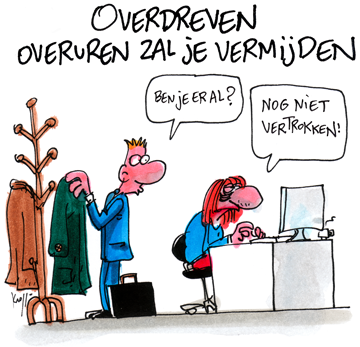 OVERDREVEN
OVERUREN ZAL JE VERMIJDEN
BEN JE ER AL?
NOG NIET
VERTROKKEN!